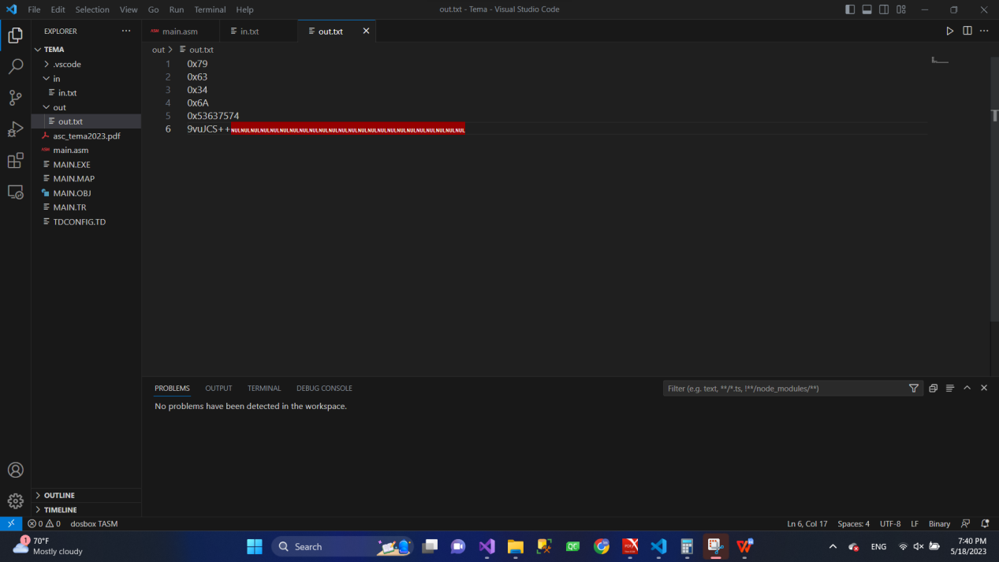 File Edit Selection View Go Run Terminal Help
out.txt - Tema - Visual Studio Code
EXPLORER
TEMA
.vscode
in
in.txt
out
out.txt
asc_tema2023.pdf
main.asm
MAIN.EXE
MAIN.MAP
MAIN.OBJ
MAIN.TR
TDCONFIG.TD
OUTLINE
TIMELINE
main.asm in.txt out.txt
out > out.txt
1 0x79
2 0x63
3 0x34
4 0x6A
5 0x53637574
6 9vuJCS++NULNULNULNULNULNULNULNULNULNULNULNULNULNULNULNULNULNULNULNULNULNULNULNUL
PROBLEMS OUTPUT TERMINAL DEBUG CONSOLE
Filter (e.g. text, **/*.ts, !**/node_modules/**)
No problems have been detected in the workspace.
0 0 dosbox TASM
Ln 6, Col 17 Spaces: 4 UTF-8 LF Binary
1
70°F
Mostly cloudy
Search
ENG
7:40 PM
5/18/2023